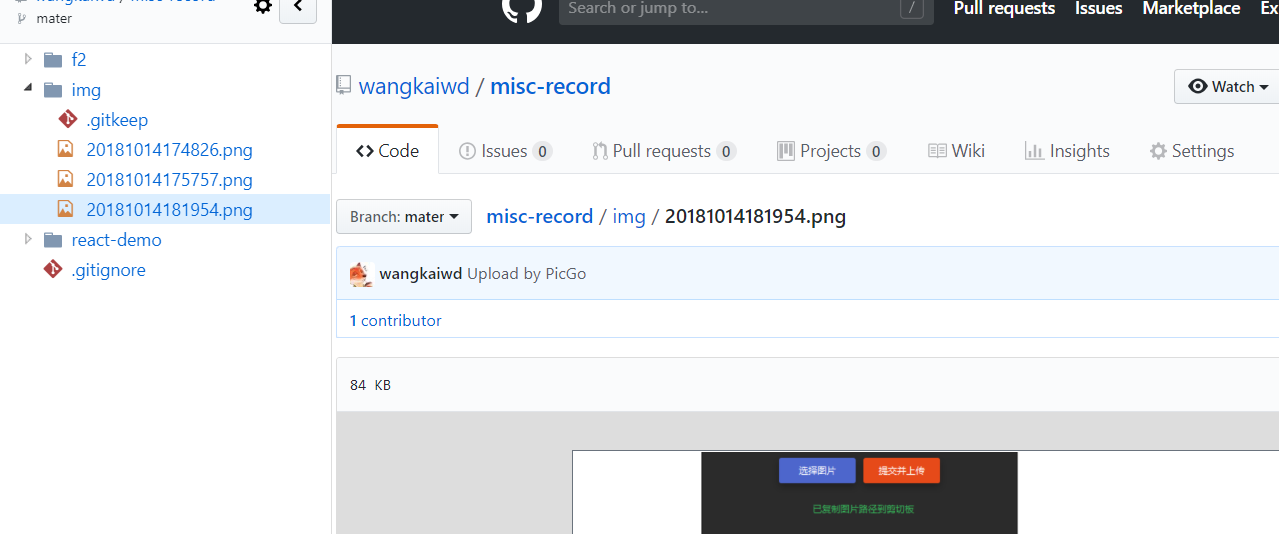 wangkaiwd / misc-record
mater
f2
img
.gitkeep
20181014174826.png
20181014175757.png
20181014181954.png
react-demo
.gitignore
Search or jump to...
/
Pull requests Issues Marketplace Ex
wangkaiwd / misc-record
Watch
Code Issues 0 Pull requests 0 Projects 0 Wiki Insights Settings
Branch: mater misc-record / img / 20181014181954.png
wangkaiwd Upload by PicGo
1 contributor
84 KB
选择图片 提交并上传
已复制图片路径到剪切板